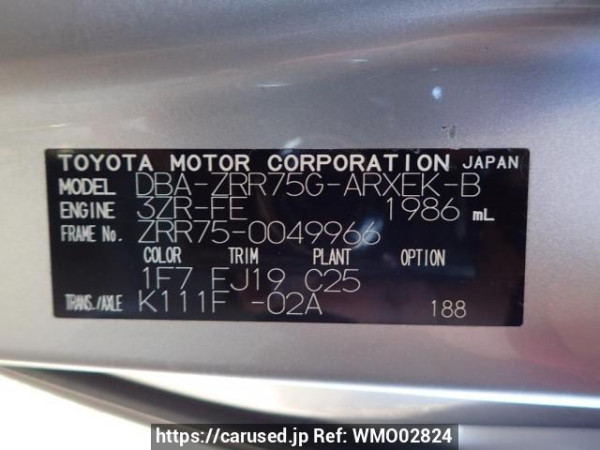 TOYOTA MOTOR CORPORATION JAPAN
MODEL DBA-ZRR75G-ARXEK-B
ENGINE 3ZR-FE 1986 mL
FRAME No. ZRR75-0049966
COLOR TRIM PLANT OPTION
1F7 FJ19 C25
TRANS./AXLE K111F -02A 188
https://carused.jp Ref: WMO02824